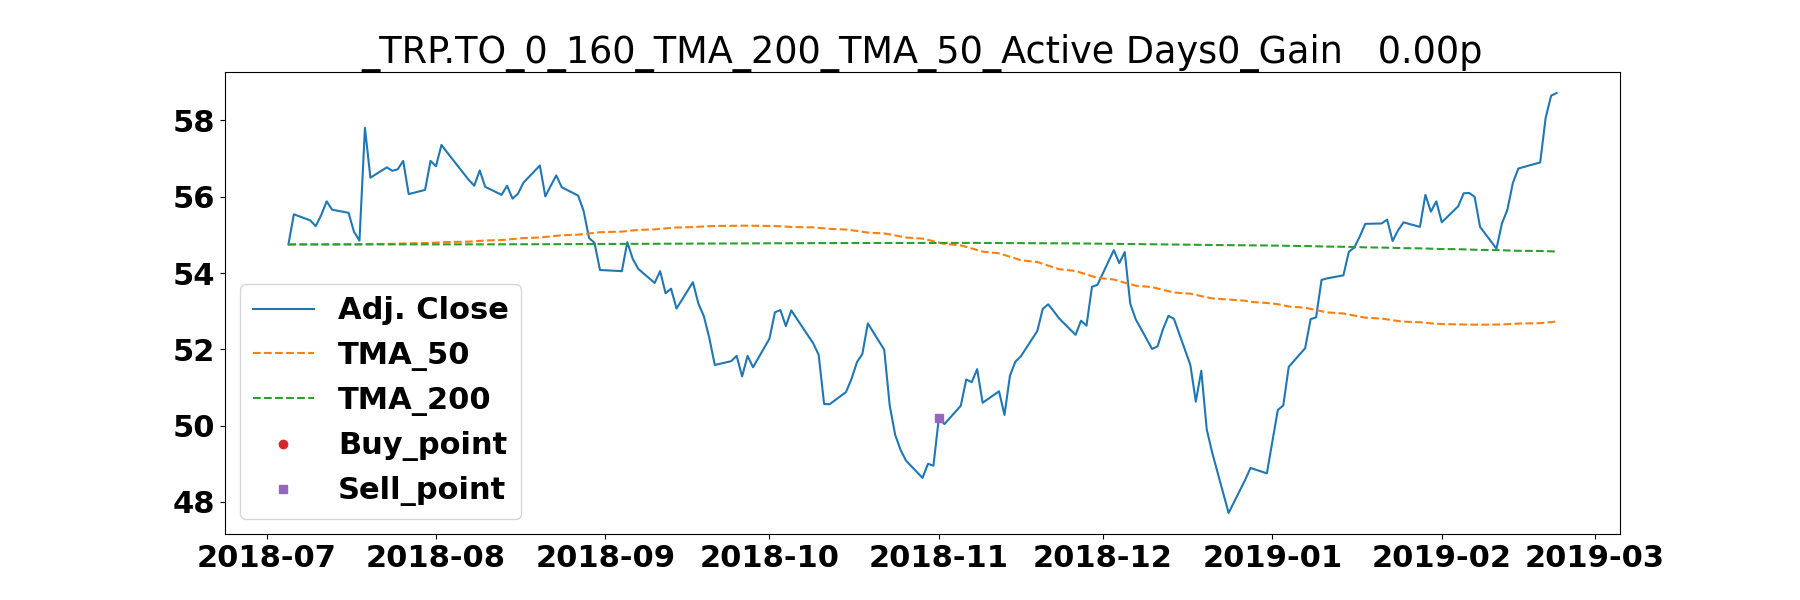 _TRP.TO_0_160_TMA_200_TMA_50_Active Days0_Gain   0.00p
58
56
54
52
50
48
Adj. Close
TMA_50
TMA_200
Buy_point
Sell_point
2018-07 2018-08 2018-09 2018-10 2018-11 2018-12 2019-01 2019-02 2019-03